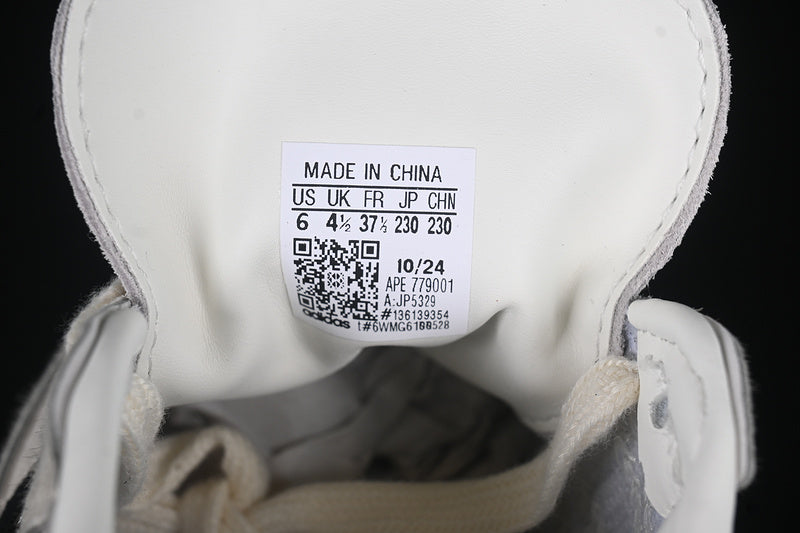 MADE IN CHINA
US UK FR JP CHN
6 4½ 37⅓ 230 230
10/24
APE 779001
A:JP5329
#136139354
adidas t#6WMG6100528